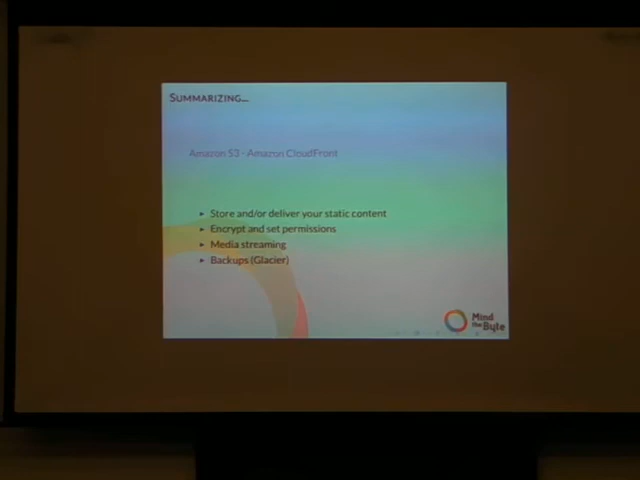 SUMMARIZING...
Amazon S3 - Amazon CloudFront
► Store and/or deliver your static content
► Encrypt and set permissions
► Media streaming
► Backups (Glacier)
Mind
the Byte